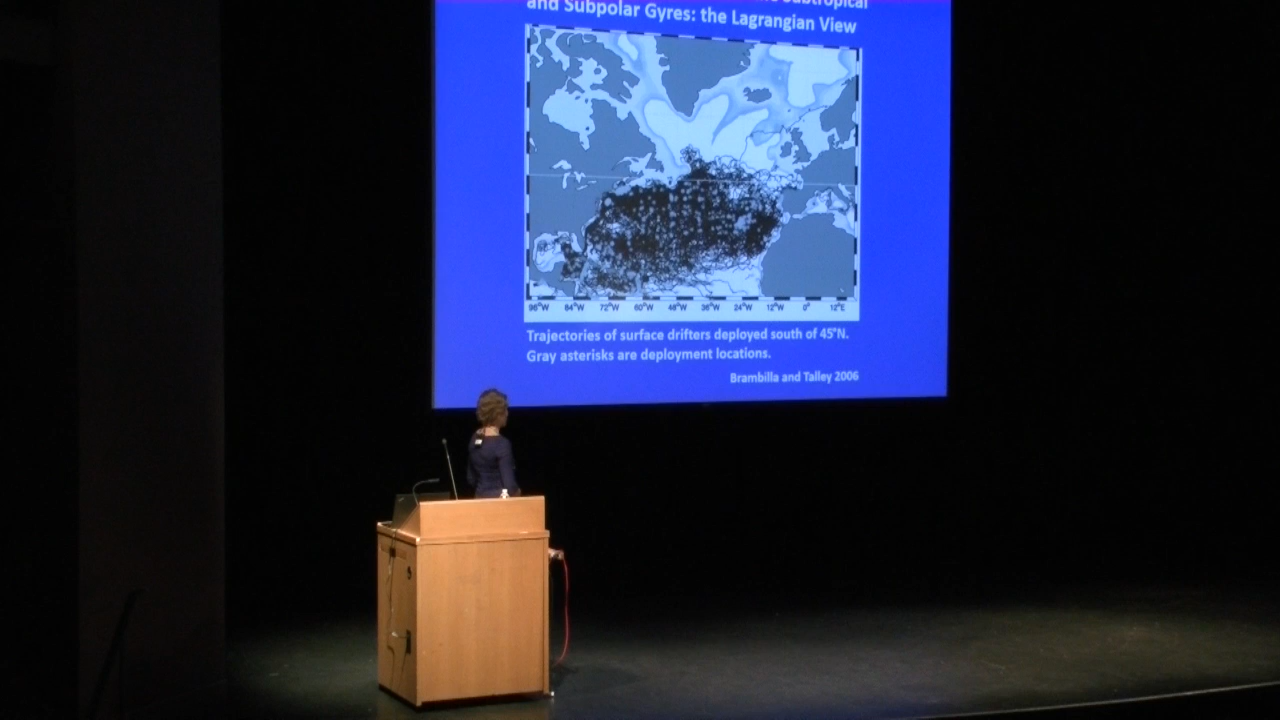 Subtropical
and Subpolar Gyres: the Lagrangian View
96°W 84°W 72°W 60°W 48°W 36°W 24°W 12°W 0° 12°E
Trajectories of surface drifters deployed south of 45°N.
Gray asterisks are deployment locations.
Brambilla and Talley 2006